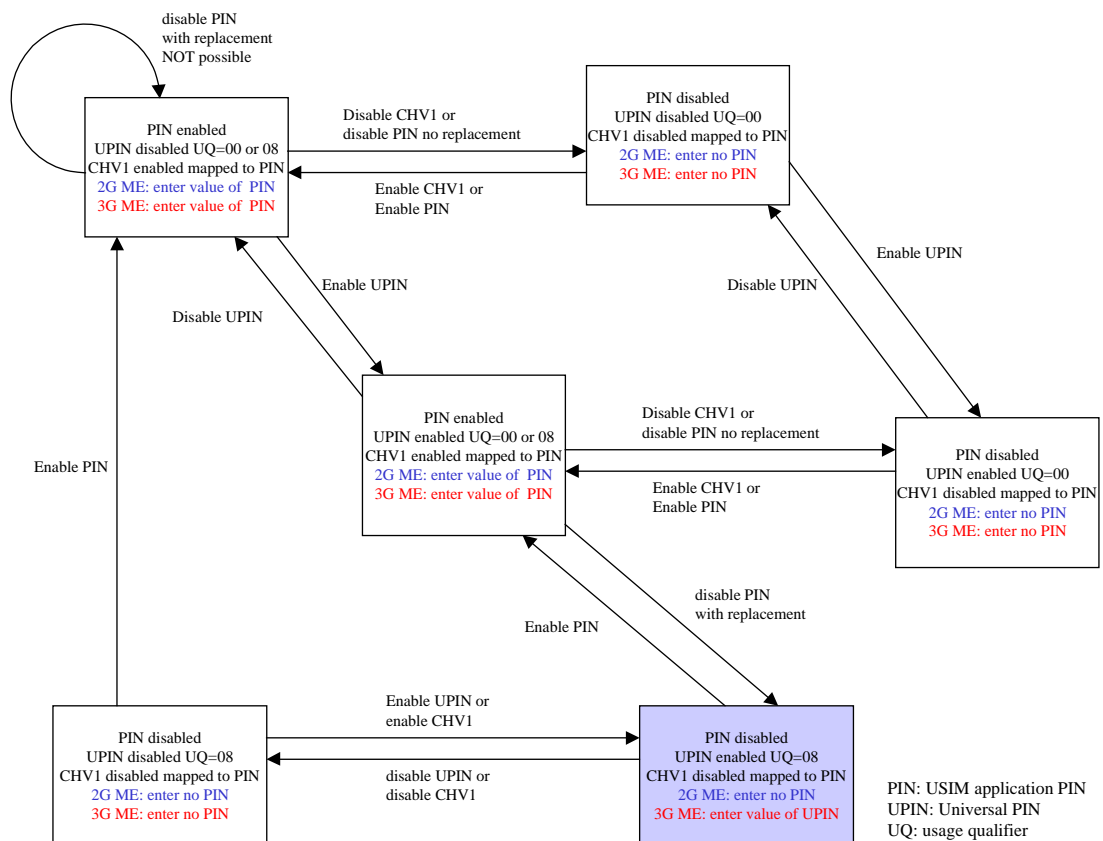 disable PIN
with replacement
NOT possible
PIN enabled
UPIN disabled UQ=00 or 08
CHV1 enabled mapped to PIN
2G ME: enter value of  PIN
3G ME: enter value of  PIN
Disable CHV1 or
disable PIN no replacement
Enable CHV1 or
Enable PIN
PIN disabled
UPIN disabled UQ=00
CHV1 disabled mapped to PIN
2G ME: enter no PIN
3G ME: enter no PIN
Enable UPIN
Disable UPIN
Enable UPIN
Disable UPIN
PIN enabled
UPIN enabled UQ=00 or 08
CHV1 enabled mapped to PIN
2G ME: enter value of  PIN
3G ME: enter value of  PIN
Disable CHV1 or
disable PIN no replacement
Enable CHV1 or
Enable PIN
PIN disabled
UPIN enabled UQ=00
CHV1 disabled mapped to PIN
2G ME: enter no PIN
3G ME: enter no PIN
Enable PIN
disable PIN
with replacement
Enable PIN
PIN disabled
UPIN disabled UQ=08
CHV1 disabled mapped to PIN
2G ME: enter no PIN
3G ME: enter no PIN
Enable UPIN or
enable CHV1
disable UPIN or
disable CHV1
PIN disabled
UPIN enabled UQ=08
CHV1 disabled mapped to PIN
2G ME: enter no PIN
3G ME: enter value of UPIN
PIN: USIM application PIN
UPIN: Universal PIN
UQ: usage qualifier